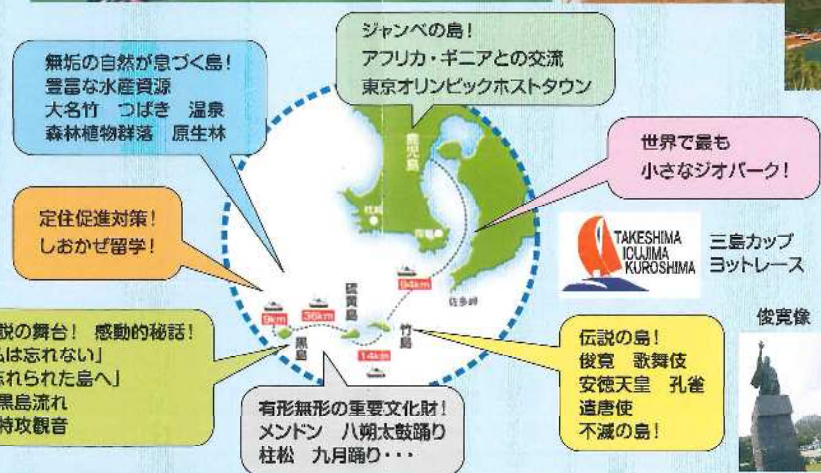 無垢の自然が息づく島！
豊富な水産資源
大名竹 つばき 温泉
森林植物群落 原生林
ジャンベの島！
アフリカ・ギニアとの交流
東京オリンピックホストタウン
世界で最も
小さなジオパーク！
定住促進対策！
しおかぜ留学！
鹿児島
枕崎
佐多岬
94km
硫黄島
36km
9km
黒島
竹島
14km
TAKESHIMA
IOUJIMA
KUROSHIMA
三島カップ
ヨットレース
説の舞台！ 感動的秘話！
は忘れない」
れられた島へ」
黒島流れ
特攻観音
有形無形の重要文化財！
メンドン 八朔太鼓踊り
柱松 九月踊り・・・
伝説の島！
俊寛 歌舞伎
安徳天皇 孔雀
遣唐使
不滅の島！
俊寛像